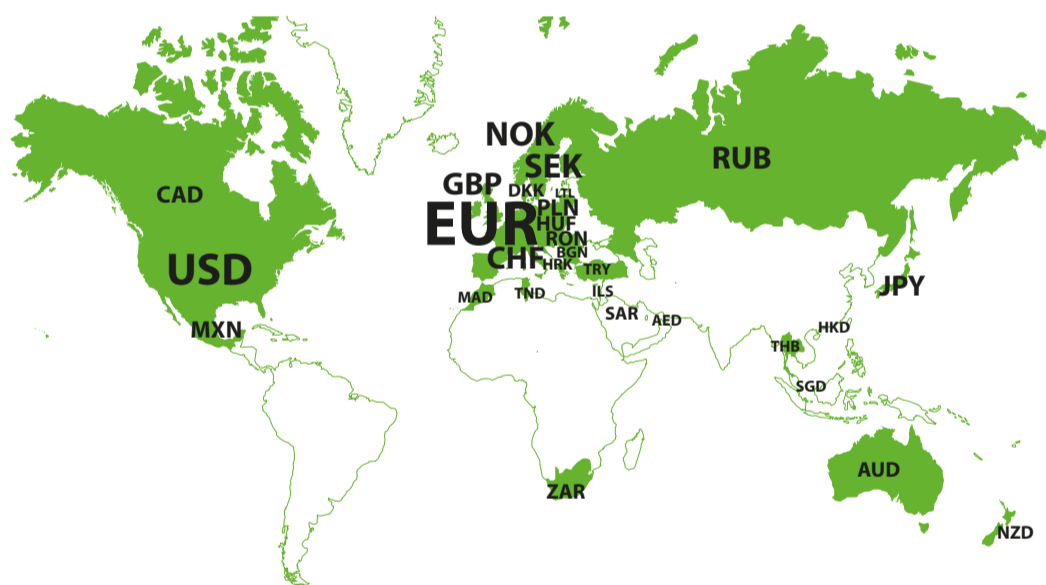 NOK
SEK
RUB
GBP
DKK
LTL
CAD
PLN
EUR
HUF
RON
BGN
CHF
HRK
TRY
USD
JPY
MAD
TND
ILS
SAR
AED
MXN
HKD
THB
SGD
AUD
ZAR
NZD